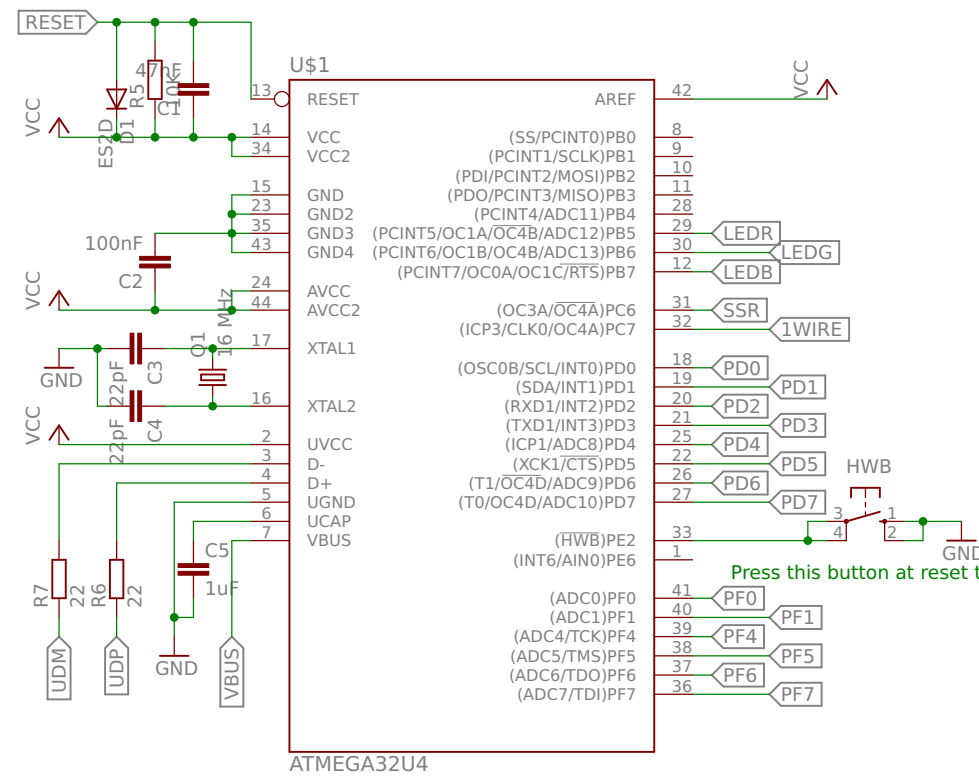 RESET
U$1
47nF
R5
10K
C1
VCC
ES2D
D1
13 RESET
14 VCC
34 VCC2
15 GND
23 GND2
35 GND3
43 GND4
100nF
C2
VCC
24 AVCC
44 AVCC2
Q1
16 MHz
17 XTAL1
GND
22pF
C3
16 XTAL2
VCC
22pF
C4
2 UVCC
3 D-
4 D+
5 UGND
6 UCAP
7 VBUS
C5
1uF
R7
22
R6
22
UDM
UDP
GND
VBUS
AREF 42
VCC
(SS/PCINT0)PB0 8
(PCINT1/SCLK)PB1 9
(PDI/PCINT2/MOSI)PB2 10
(PDO/PCINT3/MISO)PB3 11
(PCINT4/ADC11)PB4 28
(PCINT5/OC1A/OC4B/ADC12)PB5 29 LEDR
(PCINT6/OC1B/OC4B/ADC13)PB6 30 LEDG
(PCINT7/OC0A/OC1C/RTS)PB7 12 LEDB
(OC3A/OC4A)PC6 31 SSR
(ICP3/CLK0/OC4A)PC7 32 1WIRE
(OSC0B/SCL/INT0)PD0 18 PD0
(SDA/INT1)PD1 19 PD1
(RXD1/INT2)PD2 20 PD2
(TXD1/INT3)PD3 21 PD3
(ICP1/ADC8)PD4 25 PD4
(XCK1/CTS)PD5 22 PD5
(T1/OC4D/ADC9)PD6 26 PD6
(T0/OC4D/ADC10)PD7 27 PD7
HWB
3 1
4 2
(HWB)PE2 33
GND
(INT6/AIN0)PE6 1
Press this button at reset t
(ADC0)PF0 41 PF0
(ADC1)PF1 40 PF1
(ADC4/TCK)PF4 39 PF4
(ADC5/TMS)PF5 38 PF5
(ADC6/TDO)PF6 37 PF6
(ADC7/TDI)PF7 36 PF7
ATMEGA32U4